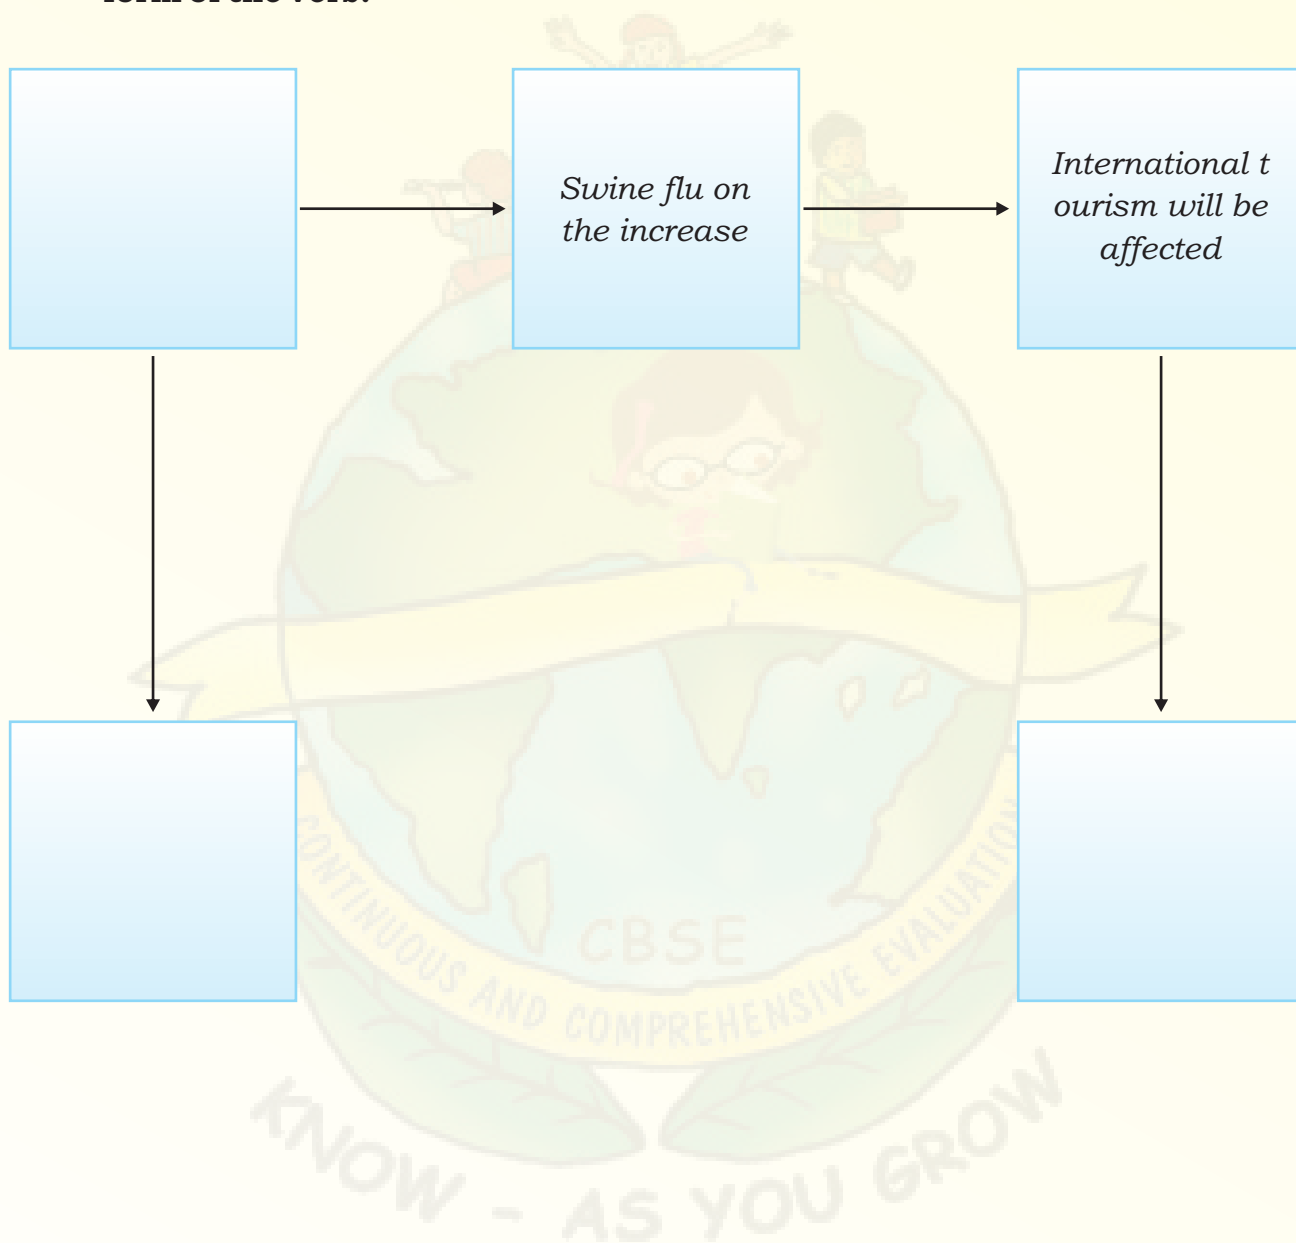 form of the verb.
Swine flu on
the increase
International t
ourism will be
affected
CBSE
CONTINUOUS AND COMPREHENSIVE EVALUATION
KNOW - AS YOU GROW